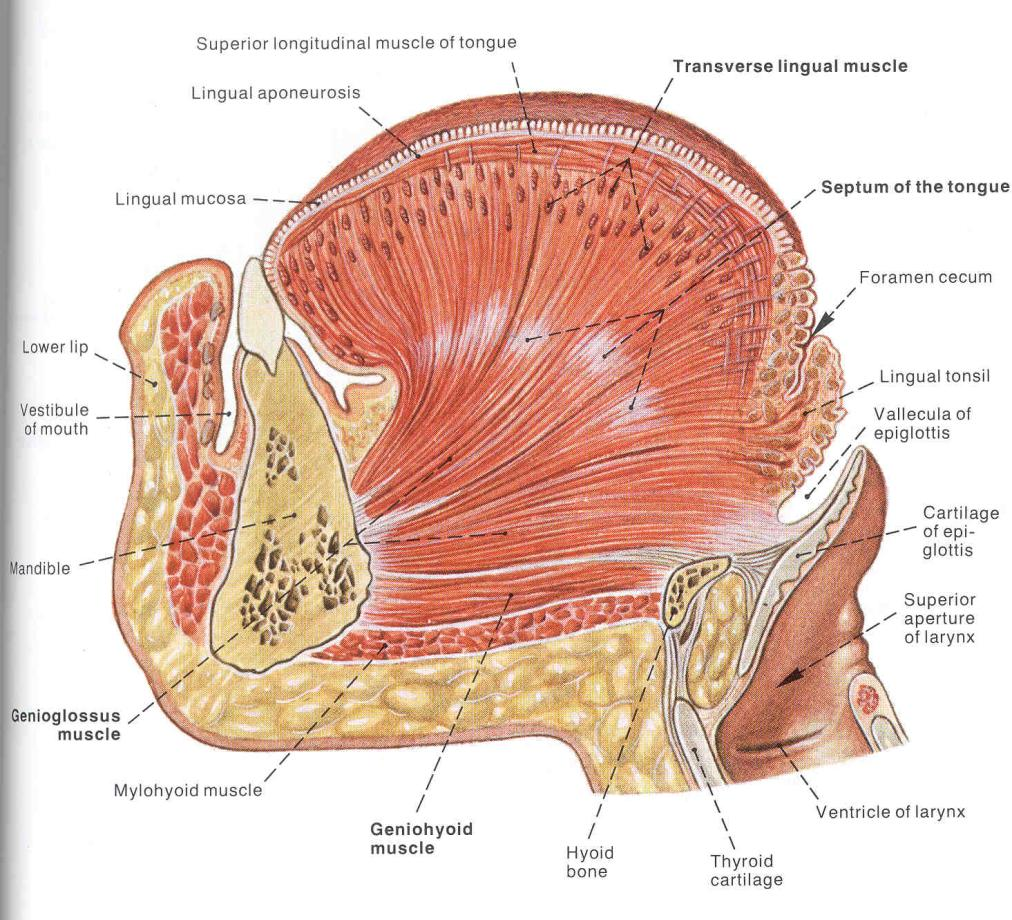 Superior longitudinal muscle of tongue
Transverse lingual muscle
Lingual aponeurosis
Lingual mucosa
Septum of the tongue
Foramen cecum
Lower lip
Lingual tonsil
Vestibule
of mouth
Vallecula of
epiglottis
Cartilage
of epi-
glottis
Mandible
Superior
aperture
of larynx
Genioglossus
muscle
Mylohyoid muscle
Geniohyoid
muscle
Hyoid
bone
Thyroid
cartilage
Ventricle of larynx